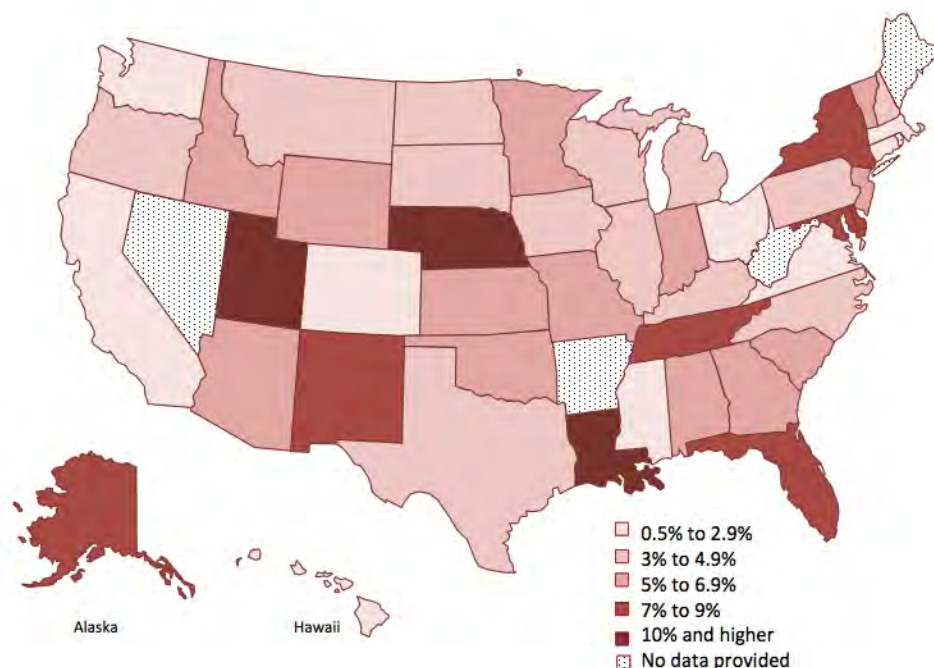 0.5% to 2.9%
3% to 4.9%
5% to 6.9%
7% to 9%
10% and higher
No data provided
Alaska
Hawaii